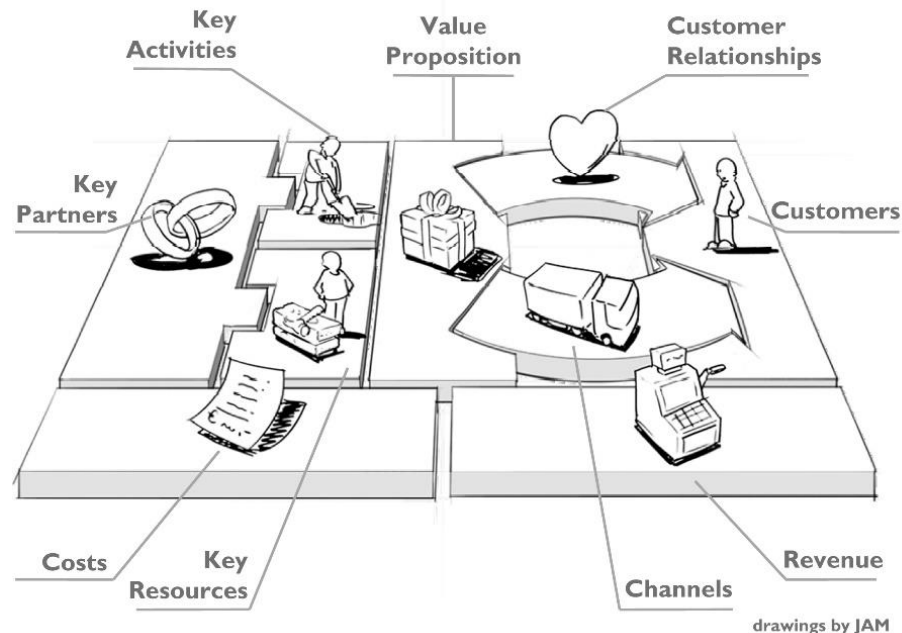 Key
Activities
Value
Proposition
Customer
Relationships
Key
Partners
Customers
Costs
Key
Resources
Channels
Revenue
drawings by JAM